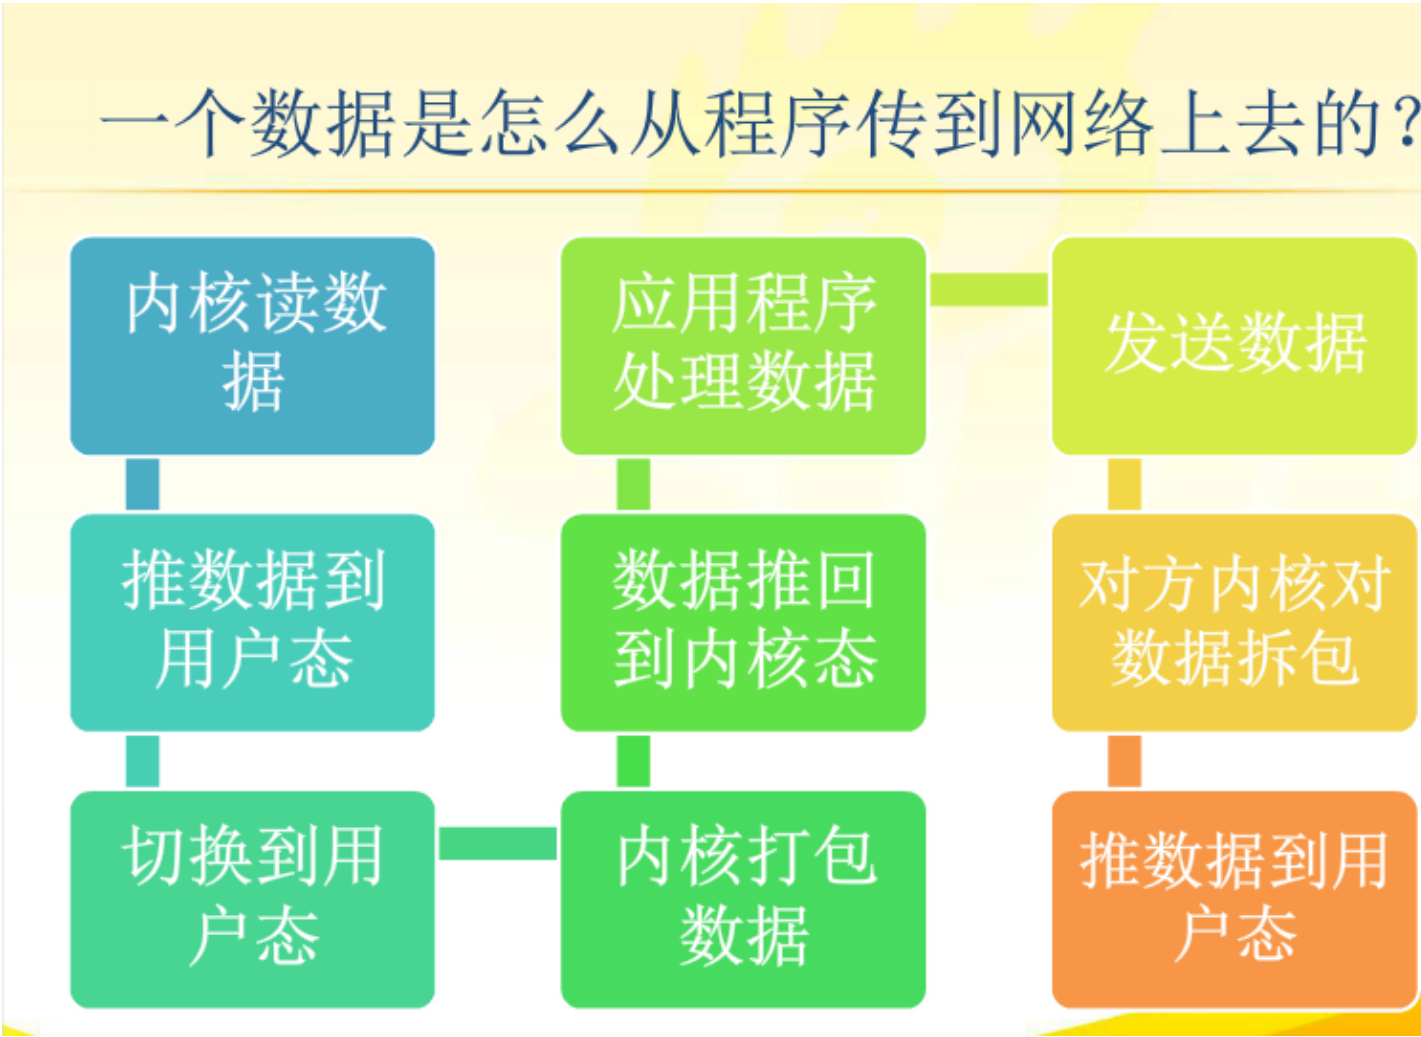 一个数据是怎么从程序传到网络上去的?
内核读数
据
推数据到
用户态
切换到用
户态
应用程序
处理数据
数据推回
到内核态
内核打包
数据
发送数据
对方内核对
数据拆包
推数据到用
户态